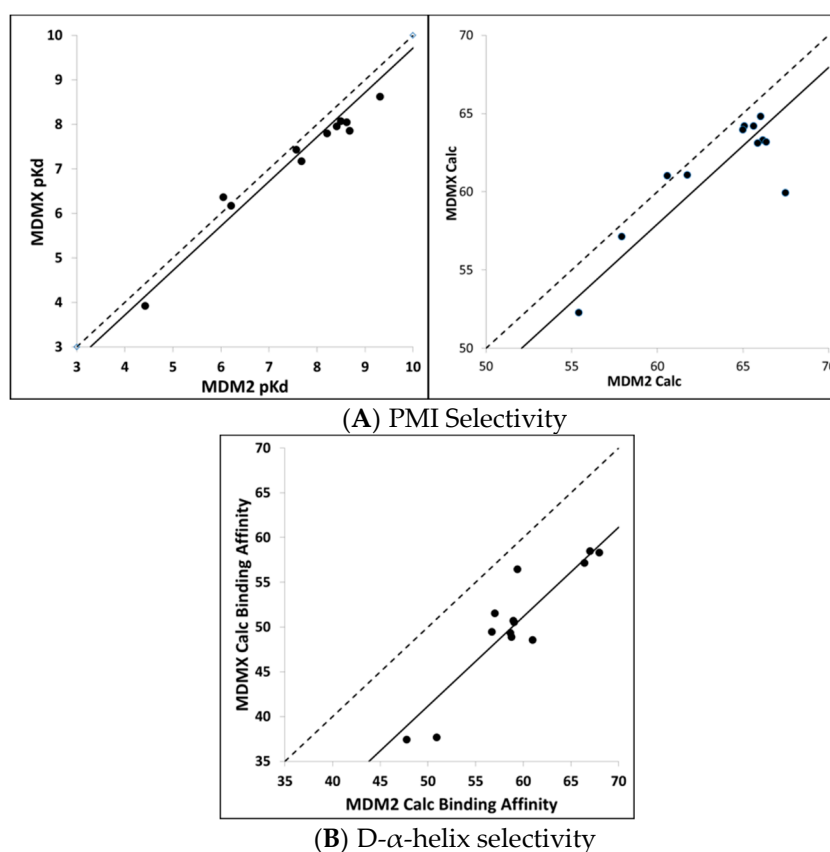 10
9
8
7
6
5
4
3
MDMX pKd
3 4 5 6 7 8 9 10
MDM2 pKd
70
65
60
55
50
MDMX Calc
50 55 60 65 70
MDM2 Calc
(A) PMI Selectivity
70
65
60
55
50
45
40
35
MDMX Calc Binding Affinity
35 40 45 50 55 60 65 70
MDM2 Calc Binding Affinity
(B) D-α-helix selectivity